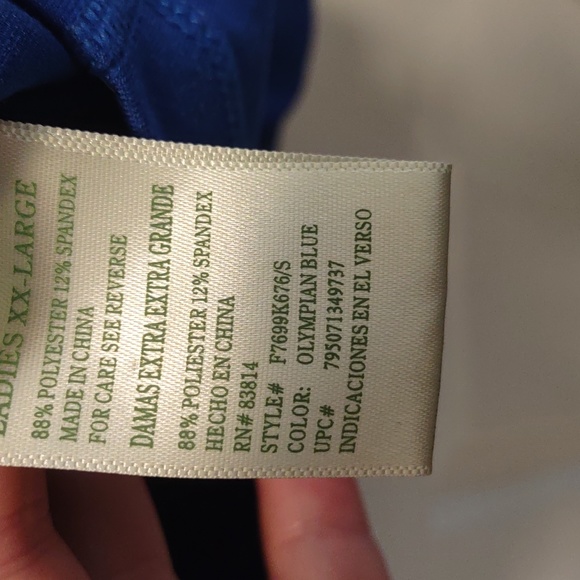 LADIES XX-LARGE
88% POLYESTER 12% SPANDEX
MADE IN CHINA
FOR CARE SEE REVERSE
DAMAS EXTRA EXTRA GRANDE
88% POLIESTER 12% SPANDEX
HECHO EN CHINA
RN# 83814
STYLE# F7699K676/S
COLOR: OLYMPIAN BLUE
UPC# 795071349737
INDICACIONES EN EL VERSO